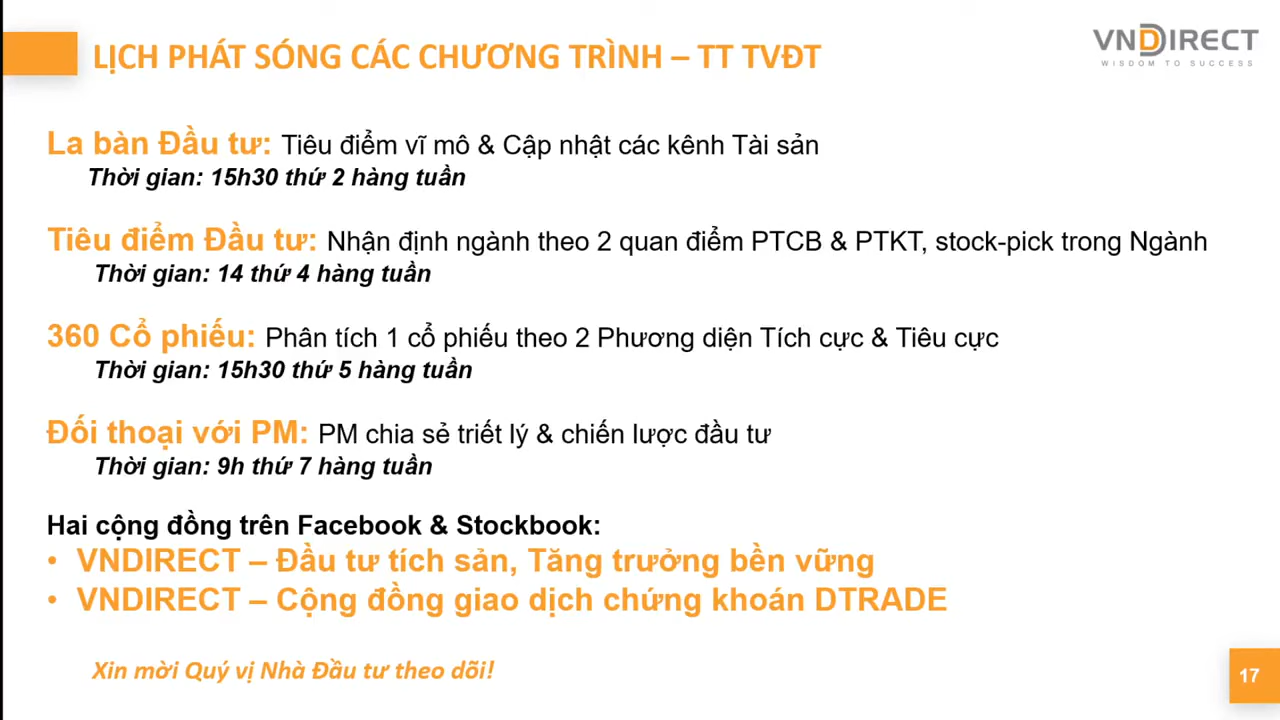 LỊCH PHÁT SÓNG CÁC CHƯƠNG TRÌNH – TT TVĐT
VNDIRECT
WISDOM TO SUCCESS
La bàn Đầu tư: Tiêu điểm vĩ mô & Cập nhật các kênh Tài sản
Thời gian: 15h30 thứ 2 hàng tuần
Tiêu điểm Đầu tư: Nhận định ngành theo 2 quan điểm PTCB & PTKT, stock-pick trong Ngành
Thời gian: 14 thứ 4 hàng tuần
360 Cổ phiếu: Phân tích 1 cổ phiếu theo 2 Phương diện Tích cực & Tiêu cực
Thời gian: 15h30 thứ 5 hàng tuần
Đối thoại với PM: PM chia sẻ triết lý & chiến lược đầu tư
Thời gian: 9h thứ 7 hàng tuần
Hai cộng đồng trên Facebook & Stockbook:
• VNDIRECT – Đầu tư tích sản, Tăng trưởng bền vững
• VNDIRECT – Cộng đồng giao dịch chứng khoán DTRADE
Xin mời Quý vị Nhà Đầu tư theo dõi!
17